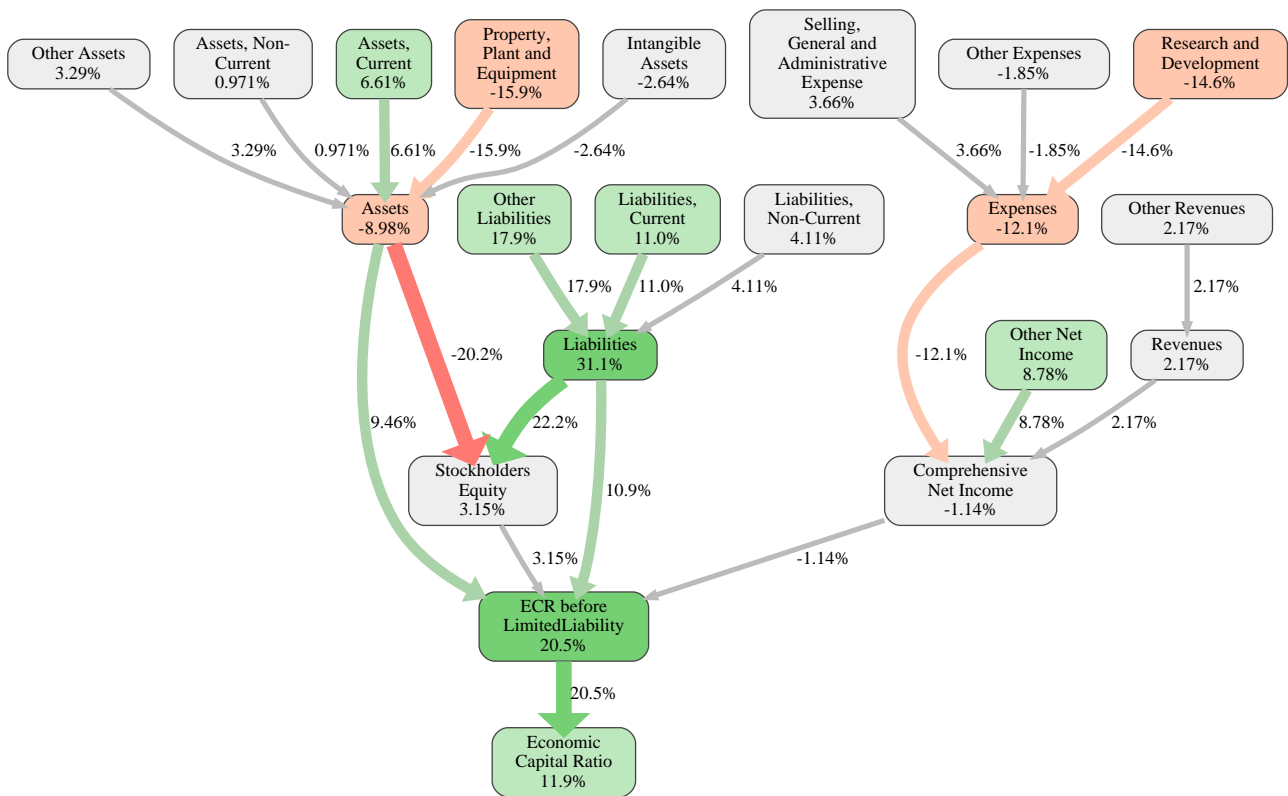 Other Assets
3.29%
Assets, Non-
Current
0.971%
Assets,
Current
6.61%
Property,
Plant and
Equipment
-15.9%
Intangible
Assets
-2.64%
Selling,
General and
Administrative
Expense
3.66%
Other Expenses
-1.85%
Research and
Development
-14.6%
3.29%
0.971%
6.61%
-15.9%
-2.64%
3.66%
-1.85%
-14.6%
Assets
-8.98%
Other
Liabilities
17.9%
Liabilities,
Current
11.0%
Liabilities,
Non-Current
4.11%
Expenses
-12.1%
Other Revenues
2.17%
17.9%
11.0%
4.11%
2.17%
Liabilities
31.1%
Other Net
Income
8.78%
Revenues
2.17%
-20.2%
-12.1%
9.46%
22.2%
8.78%
2.17%
Stockholders
Equity
3.15%
10.9%
Comprehensive
Net Income
-1.14%
3.15%
-1.14%
ECR before
LimitedLiability
20.5%
20.5%
Economic
Capital Ratio
11.9%